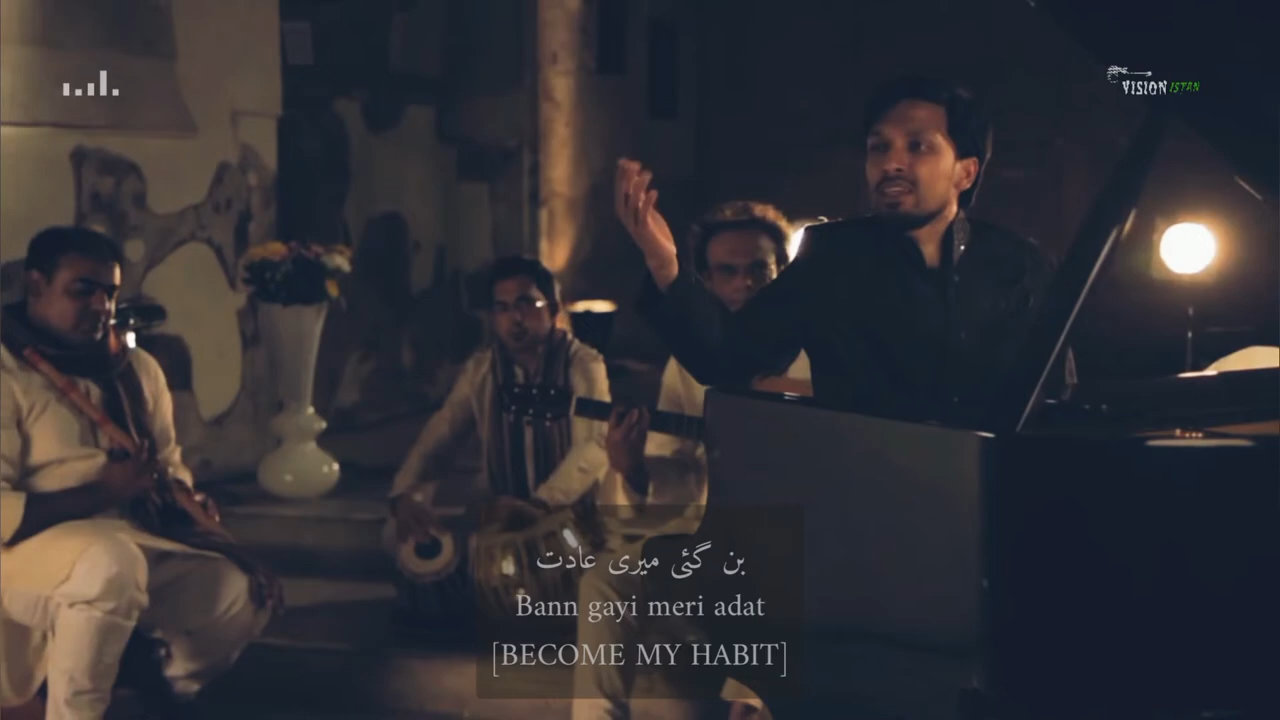 VISION ISTAN
بن گئی میری عادت
Bann gayi meri adat
[BECOME MY HABIT]